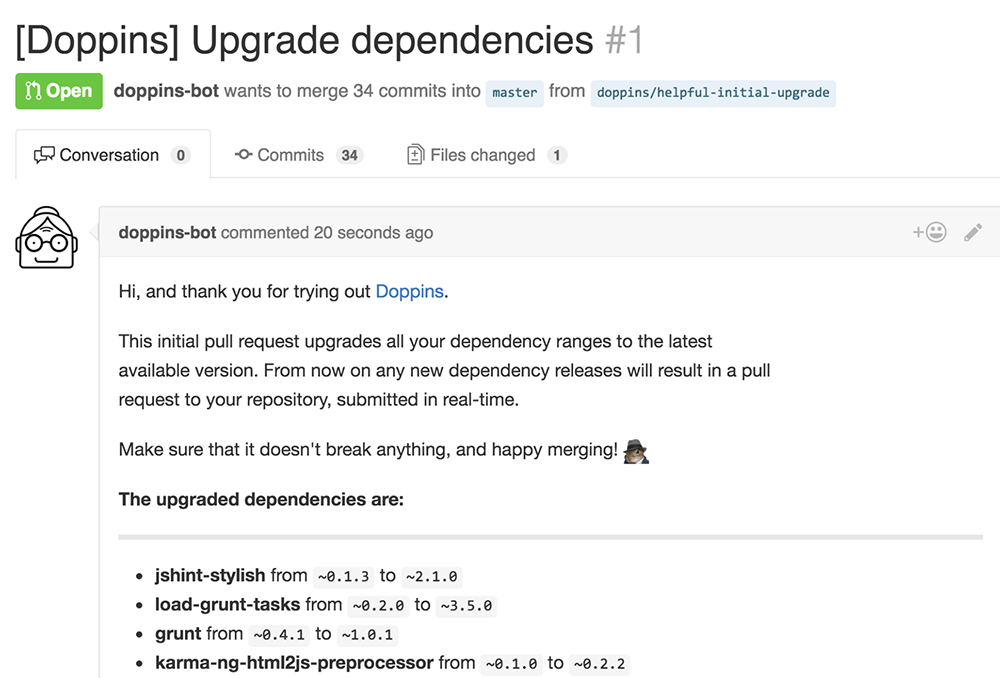 [Doppins] Upgrade dependencies #1
Open doppins-bot wants to merge 34 commits into master from doppins/helpful-initial-upgrade
Conversation 0 Commits 34 Files changed 1
doppins-bot commented 20 seconds ago
Hi, and thank you for trying out Doppins.
This initial pull request upgrades all your dependency ranges to the latest
available version. From now on any new dependency releases will result in a pull
request to your repository, submitted in real-time.
Make sure that it doesn't break anything, and happy merging!
The upgraded dependencies are:
• jshint-stylish from ~0.1.3 to ~2.1.0
• load-grunt-tasks from ~0.2.0 to ~3.5.0
• grunt from ~0.4.1 to ~1.0.1
• karma-ng-html2js-preprocessor from ~0.1.0 to ~0.2.2